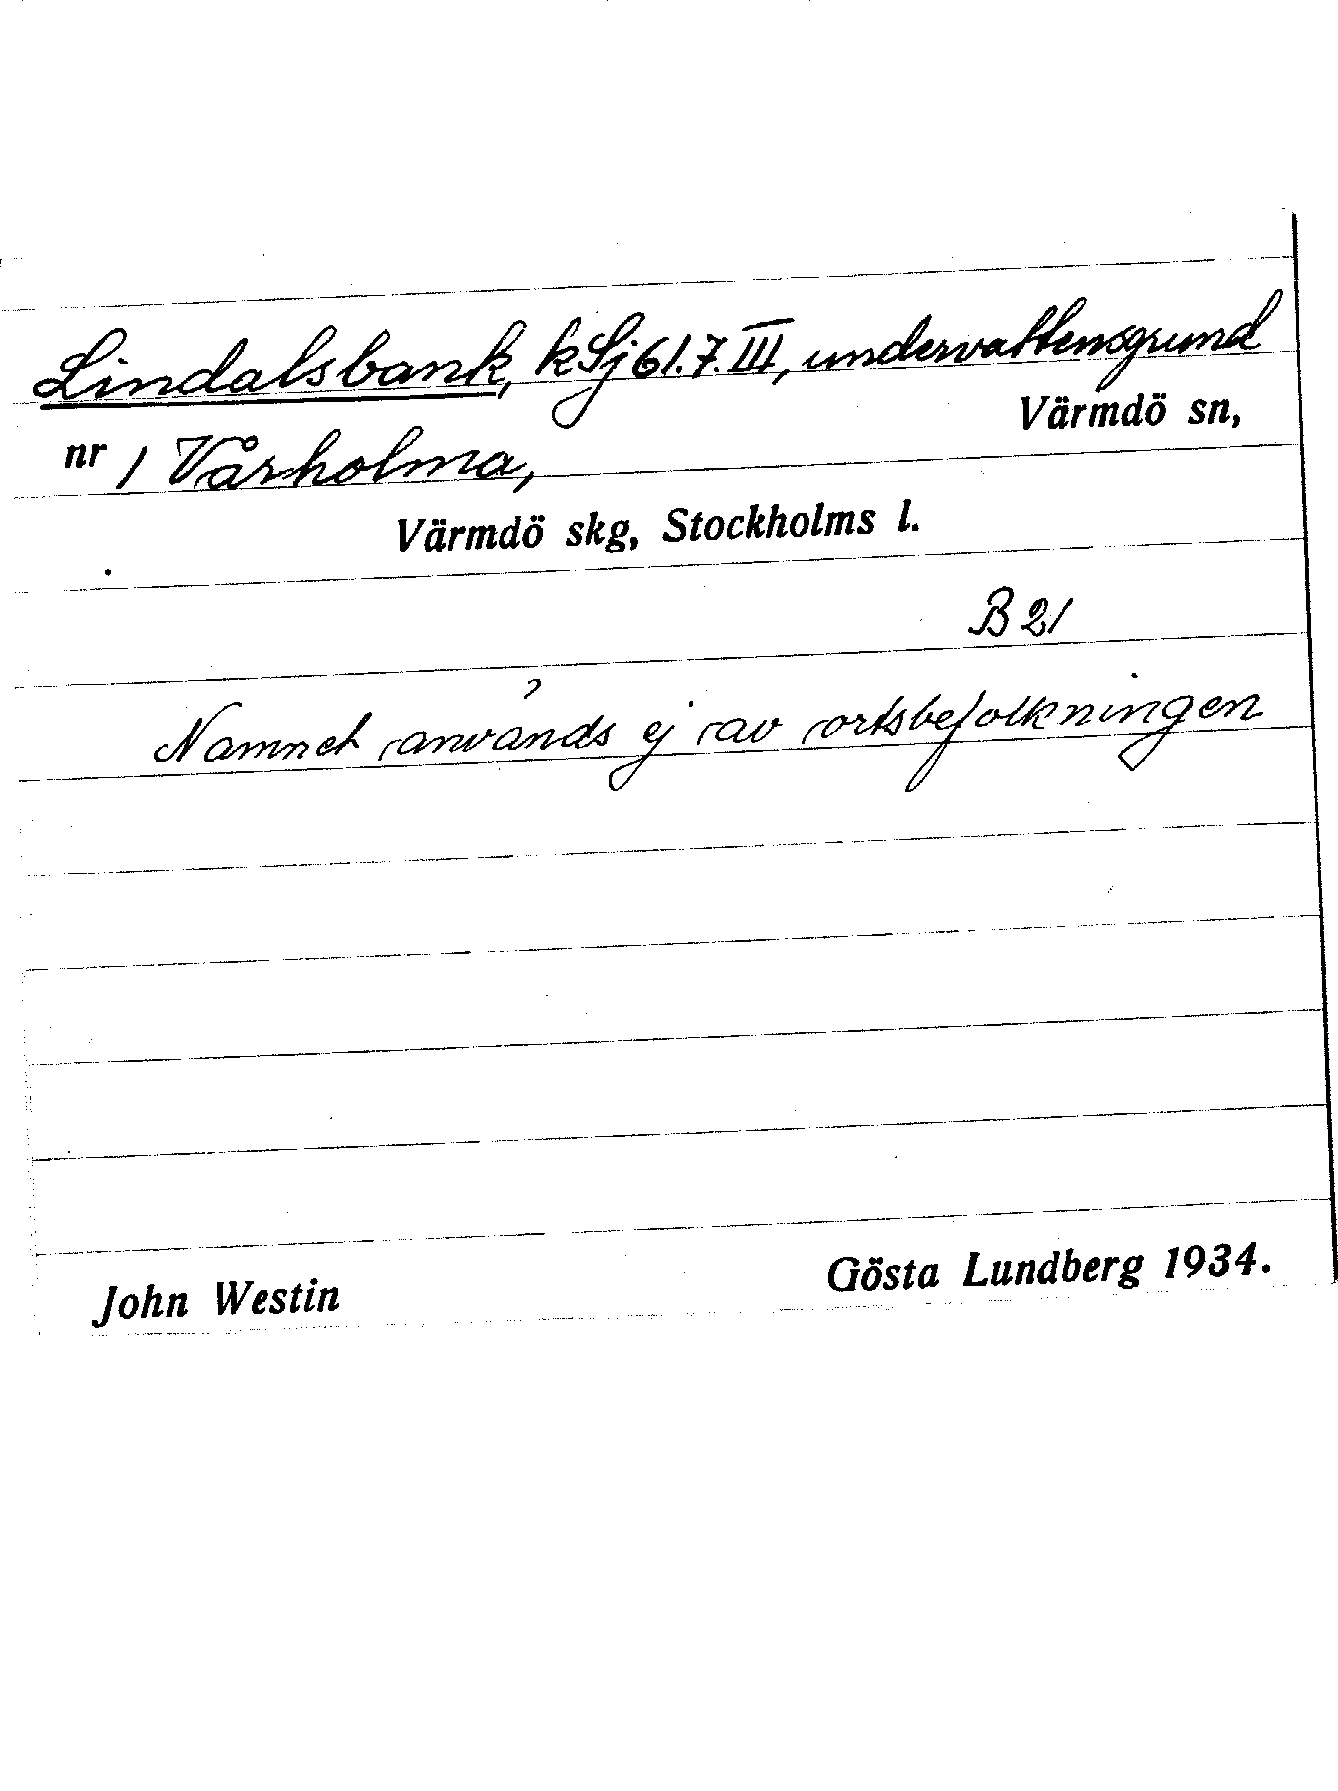 Lindalsbank, kSj 61.7.III, undervattensgrund
Värmdö sn,
nr 1 Vårholma,
Värmdö skg, Stockholms l.
B 21
Namnet används ej av ortsbefolkningen
John Westin
Gösta Lundberg 1934.